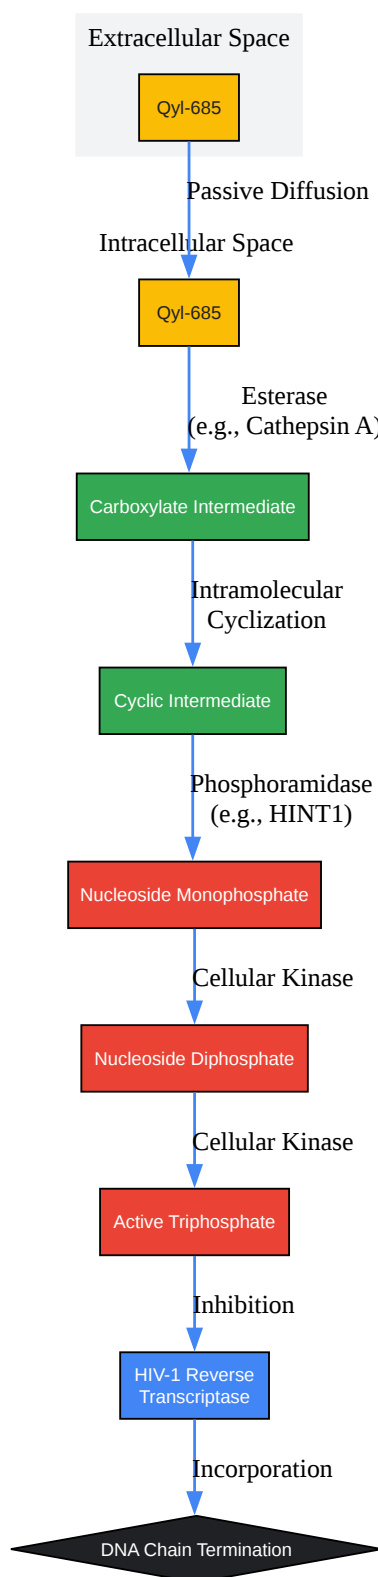 Extracellular Space
Qyl-685
Passive Diffusion
Intracellular Space
Qyl-685
Esterase
(e.g., Cathepsin A)
Carboxylate Intermediate
Intramolecular
Cyclization
Cyclic Intermediate
Phosphoramidase
(e.g., HINT1)
Nucleoside Monophosphate
Cellular Kinase
Nucleoside Diphosphate
Cellular Kinase
Active Triphosphate
Inhibition
HIV-1 Reverse
Transcriptase
Incorporation
DNA Chain Termination